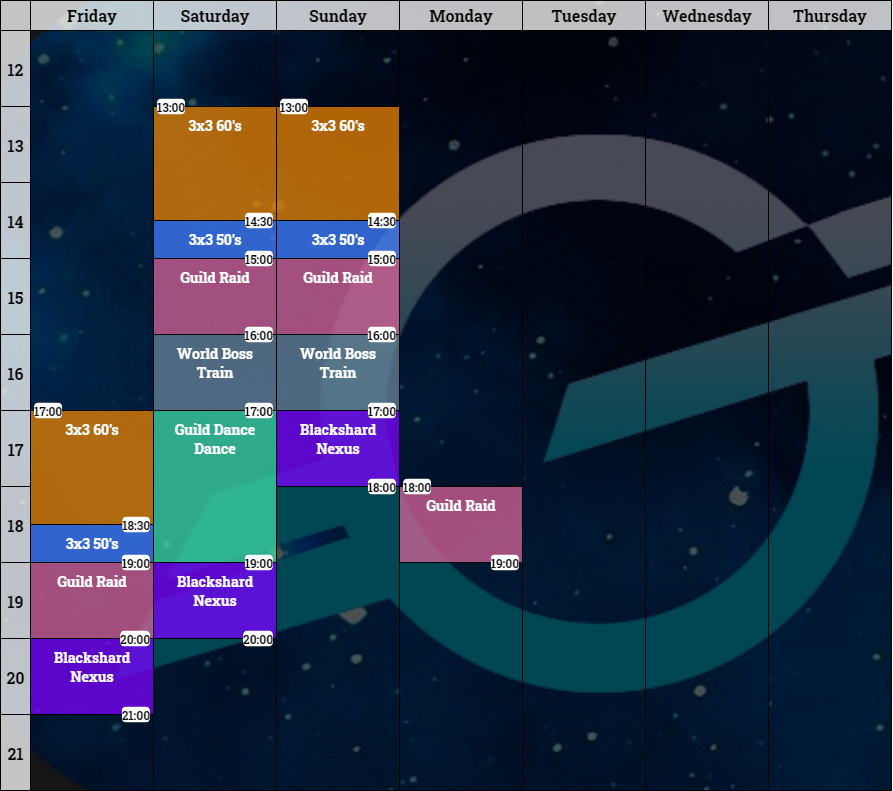 Friday Saturday Sunday Monday Tuesday Wednesday Thursday
12
13:00 13:00
13 3x3 60's 3x3 60's
14 14:30 14:30
3x3 50's 3x3 50's
15:00 15:00
15 Guild Raid Guild Raid
16:00 16:00
16 World Boss World Boss
Train Train
17:00 17:00 17:00
17 3x3 60's Guild Dance Blackshard
Dance Nexus
18:00 18:00
Guild Raid
18 18:30
3x3 50's
19:00 19:00 19:00
19 Guild Raid Blackshard
Nexus
20:00 20:00
20 Blackshard
Nexus
21:00
21